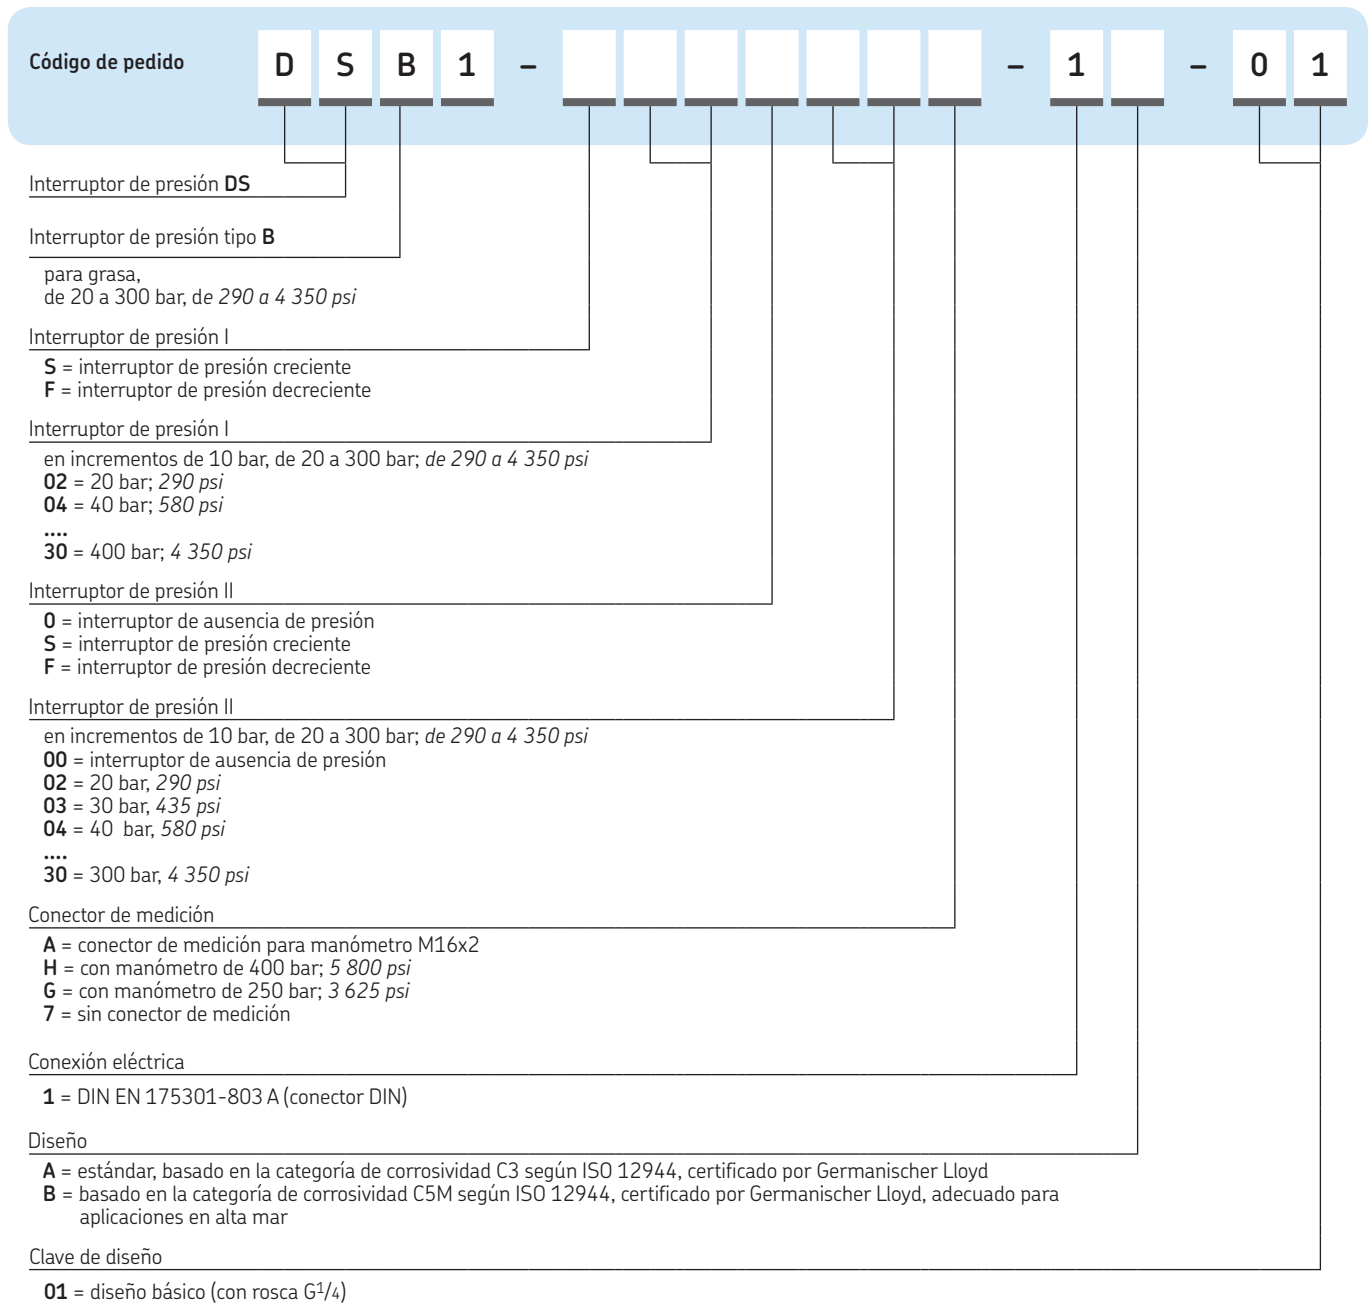 Código de pedido D S B 1 – – 1 – 0 1
Interruptor de presión DS
Interruptor de presión tipo B
para grasa,
de 20 a 300 bar, de 290 a 4 350 psi
Interruptor de presión I
S = interruptor de presión creciente
F = interruptor de presión decreciente
Interruptor de presión I
en incrementos de 10 bar, de 20 a 300 bar; de 290 a 4 350 psi
02 = 20 bar; 290 psi
04 = 40 bar; 580 psi
....
30 = 400 bar; 4 350 psi
Interruptor de presión II
0 = interruptor de ausencia de presión
S = interruptor de presión creciente
F = interruptor de presión decreciente
Interruptor de presión II
en incrementos de 10 bar, de 20 a 300 bar; de 290 a 4 350 psi
00 = interruptor de ausencia de presión
02 = 20 bar, 290 psi
03 = 30 bar, 435 psi
04 = 40 bar, 580 psi
....
30 = 300 bar, 4 350 psi
Conector de medición
A = conector de medición para manómetro M16x2
H = con manómetro de 400 bar; 5 800 psi
G = con manómetro de 250 bar; 3 625 psi
7 = sin conector de medición
Conexión eléctrica
1 = DIN EN 175301-803 A (conector DIN)
Diseño
A = estándar, basado en la categoría de corrosividad C3 según ISO 12944, certificado por Germanischer Lloyd
B = basado en la categoría de corrosividad C5M según ISO 12944, certificado por Germanischer Lloyd, adecuado para
aplicaciones en alta mar
Clave de diseño
01 = diseño básico (con rosca G1/4)